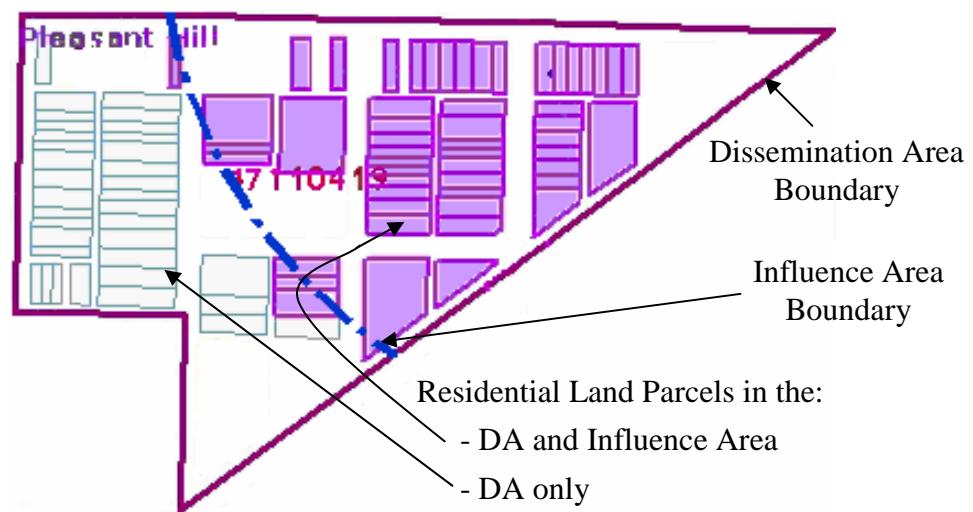 Pleasant Hill
47110419
Dissemination Area
Boundary
Influence Area
Boundary
Residential Land Parcels in the:
- DA and Influence Area
- DA only